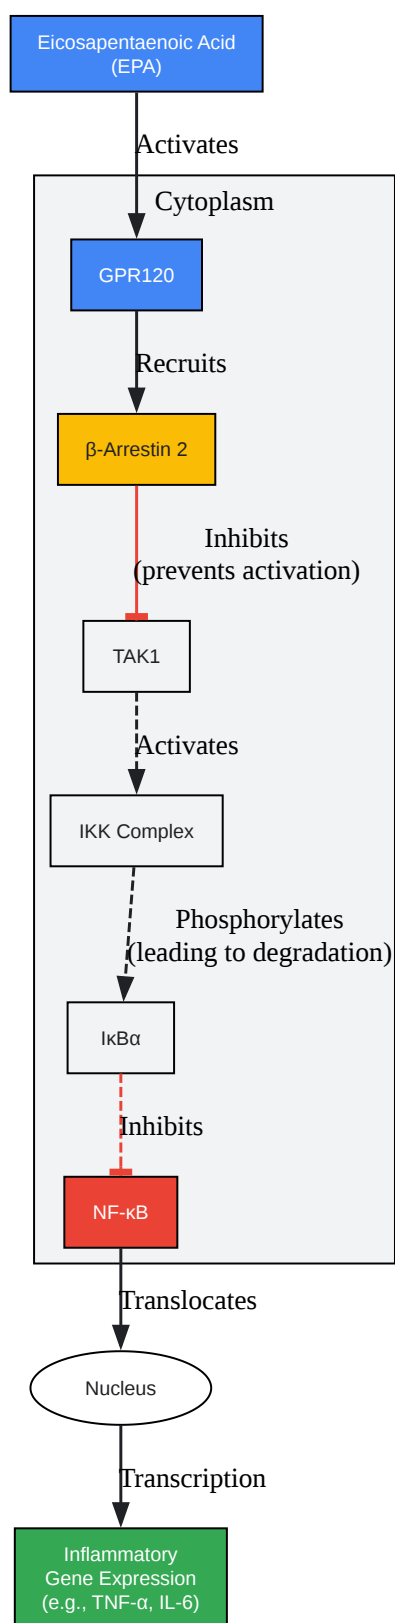 Eicosapentaenoic Acid
(EPA)
Activates
Cytoplasm
GPR120
Recruits
β-Arrestin 2
Inhibits
(prevents activation)
TAK1
Activates
IKK Complex
Phosphorylates
(leading to degradation)
IκBα
Inhibits
NF-κB
Translocates
Nucleus
Transcription
Inflammatory
Gene Expression
(e.g., TNF-α, IL-6)